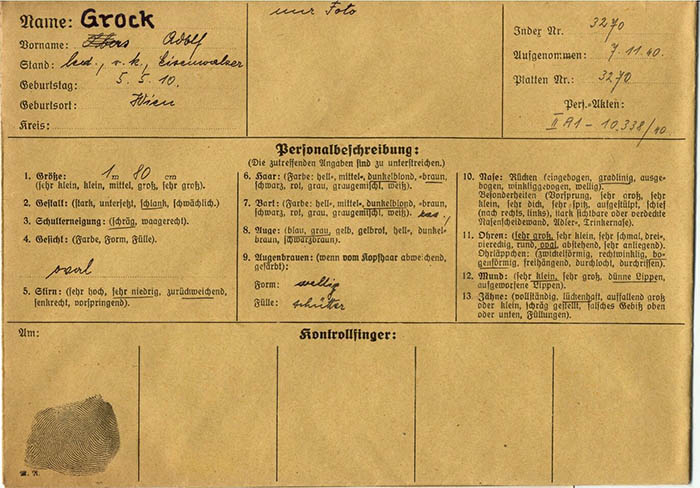 Name: Grock
Vorname: Adolf
Stand: led., r. k., Eisenwalzer
Geburtstag: 5. 5. 10.
Geburtsort: Wien
Kreis:
nur Foto
Index Nr. 3270
Aufgenommen: 7. 11. 40.
Platten Nr.: 3270
Pers.-Akten:
II A1 - 10.338/40
Personalbeschreibung:
(Die zutreffenden Angaben sind zu unterstreichen.)
1. Größe: 1 m 80 cm
(sehr klein, klein, mittel, groß, sehr groß).
2. Gestalt: (stark, untersetzt, schlank, schwächlich).
3. Schulterneigung: (schräg, waagerecht).
4. Gesicht: (Farbe, Form, Fülle).
oval
5. Stirn: (sehr hoch, sehr niedrig, zurückweichend,
senkrecht, vorspringend).
6. Haar: (Farbe: hell-, mittel-, dunkelblond, -braun,
schwarz, rot, grau, graugemischt, weiß).
7. Bart: (Farbe: hell-, mittel-, dunkelblond, -braun,
schwarz, rot, grau, graugemischt, weiß).
8. Auge: (blau, grau, gelb, gelbrot, hell-, dunkel-
braun, schwarzbraun).
9. Augenbrauen: (wenn vom Kopfhaar abweichend,
gefärbt):
Form: wellig
Fülle: schütter
10. Nase: Rücken (eingebogen, gradlinig, ausge-
bogen, winkliggebogen, wellig).
Besonderheiten (Vorsprung, sehr groß, sehr
klein, sehr dick, sehr spitz, aufgestülpt, schief
(nach rechts, links), stark sichtbare oder verdeckte
Nasenscheidewand, Adler-, Trinkernase).
11. Ohren: (sehr groß, sehr klein, sehr schmal, drei-,
viereckig, rund, oval, abstehend, sehr anliegend).
Ohrläppchen: (zwickelförmig, rechtwinklig, bo-
genförmig, freihängend, durchlocht, durchrissen).
12. Mund: (sehr klein, sehr groß, dünne Lippen,
aufgeworfene Lippen).
13. Zähne: (vollständig, lückenhaft, auffallend groß
oder klein, schräg gestellt, falsches Gebiß oben
oder unten, Füllungen).
Am:
Kontrollfinger: